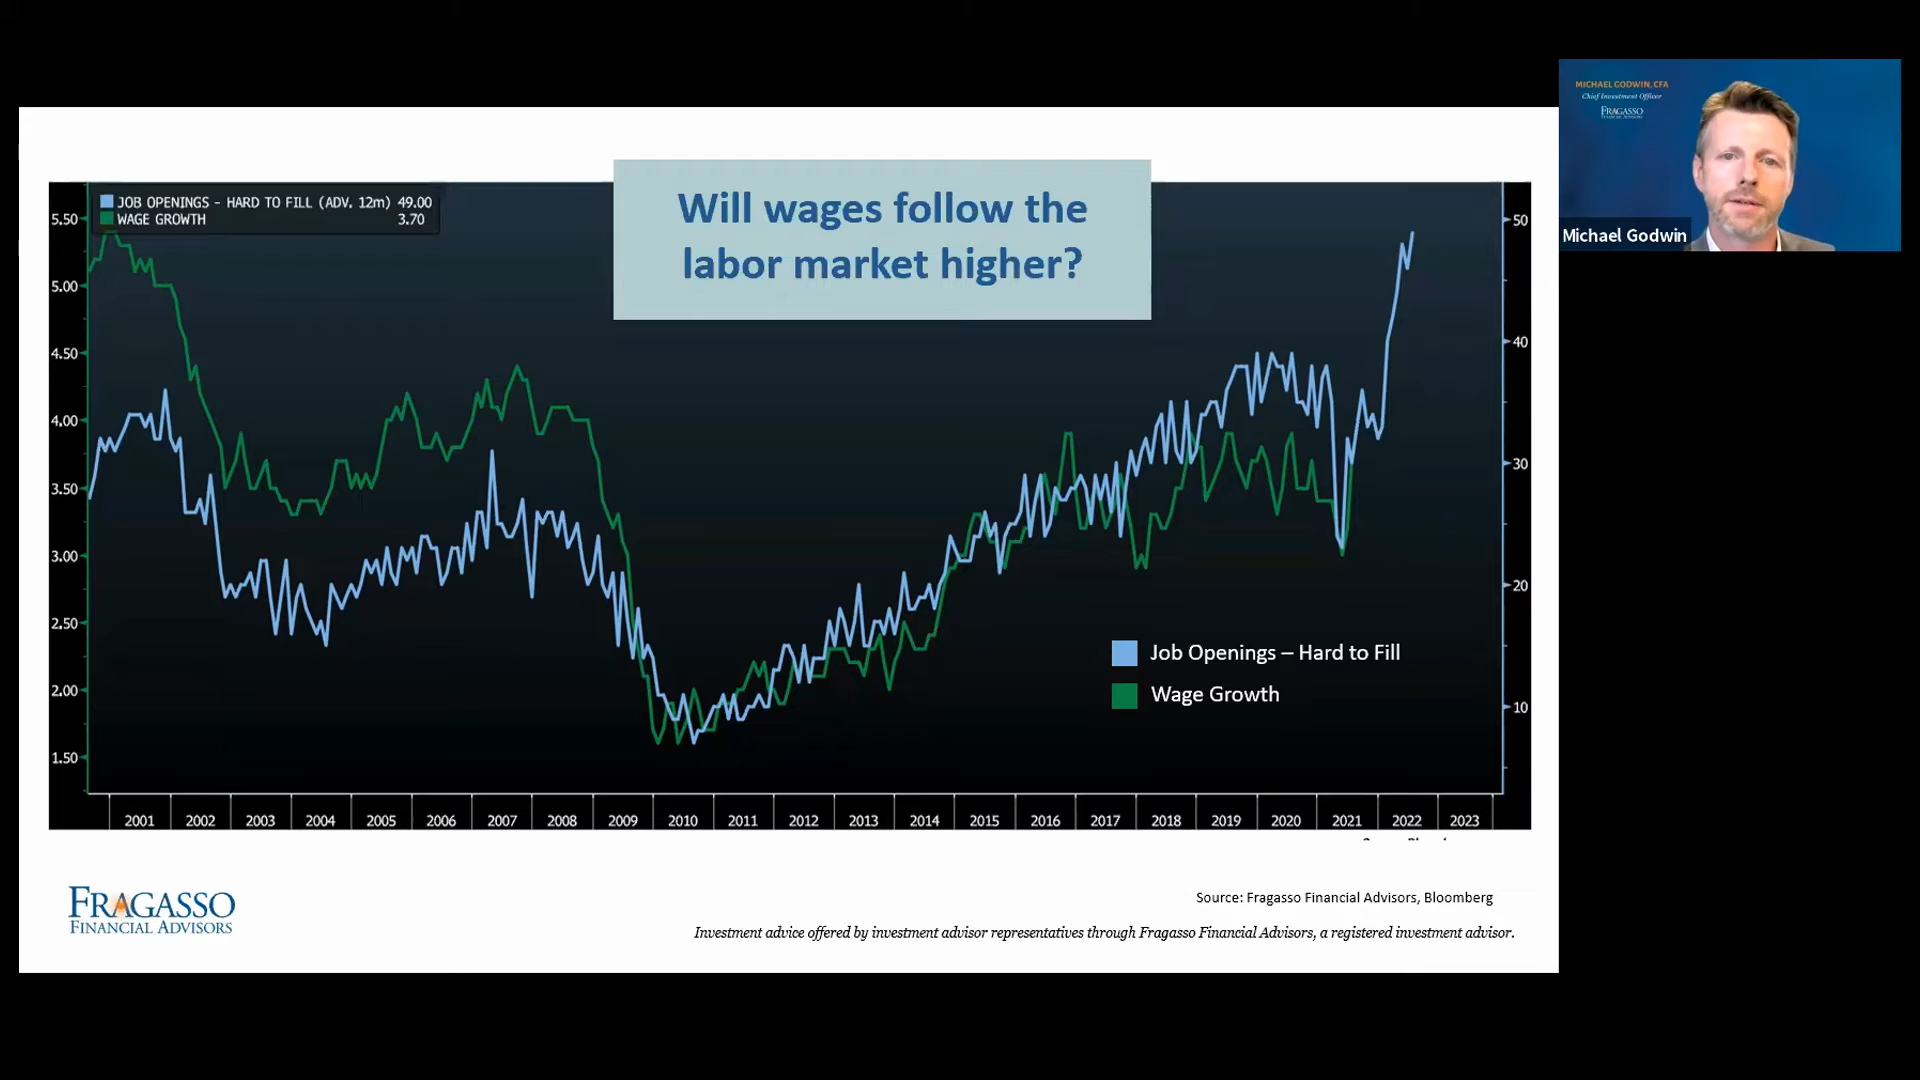 Will wages follow the
labor market higher?
JOB OPENINGS - HARD TO FILL (ADV. 12m) 49.00
WAGE GROWTH 3.70
5.50
5.00
4.50
4.00
3.50
3.00
2.50
2.00
1.50
50
40
30
20
10
Job Openings – Hard to Fill
Wage Growth
2001 2002 2003 2004 2005 2006 2007 2008 2009 2010 2011 2012 2013 2014 2015 2016 2017 2018 2019 2020 2021 2022 2023
FRAGASSO
FINANCIAL ADVISORS
Source: Fragasso Financial Advisors, Bloomberg
Investment advice offered by investment advisor representatives through Fragasso Financial Advisors, a registered investment advisor.
MICHAEL GODWIN, CFA
Chief Investment Officer
FRAGASSO
FINANCIAL ADVISORS
Michael Godwin